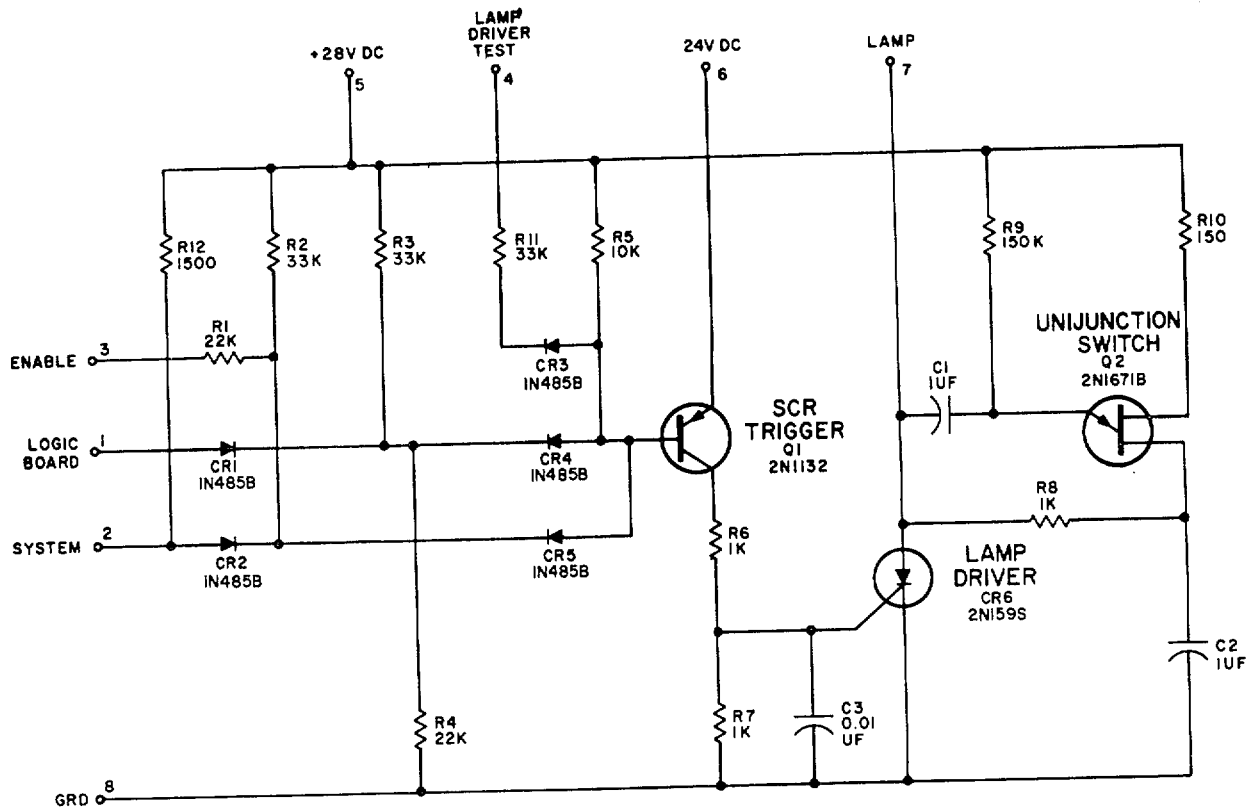 +28V DC
5
LAMP
DRIVER
TEST
4
24V DC
6
LAMP
7
R12
1500
R2
33K
R3
33K
R11
33K
R5
10K
R9
150K
R10
150
R1
22K
ENABLE
3
CR3
IN485B
C1
1UF
UNIJUNCTION
SWITCH
Q2
2N1671B
LOGIC
BOARD
1
CR1
IN485B
CR4
IN485B
SCR
TRIGGER
Q1
2N1132
SYSTEM
2
CR2
IN485B
CR5
IN485B
R6
1K
R8
1K
LAMP
DRIVER
CR6
2N159S
C2
1UF
R4
22K
R7
1K
C3
0.01
UF
GRD
8